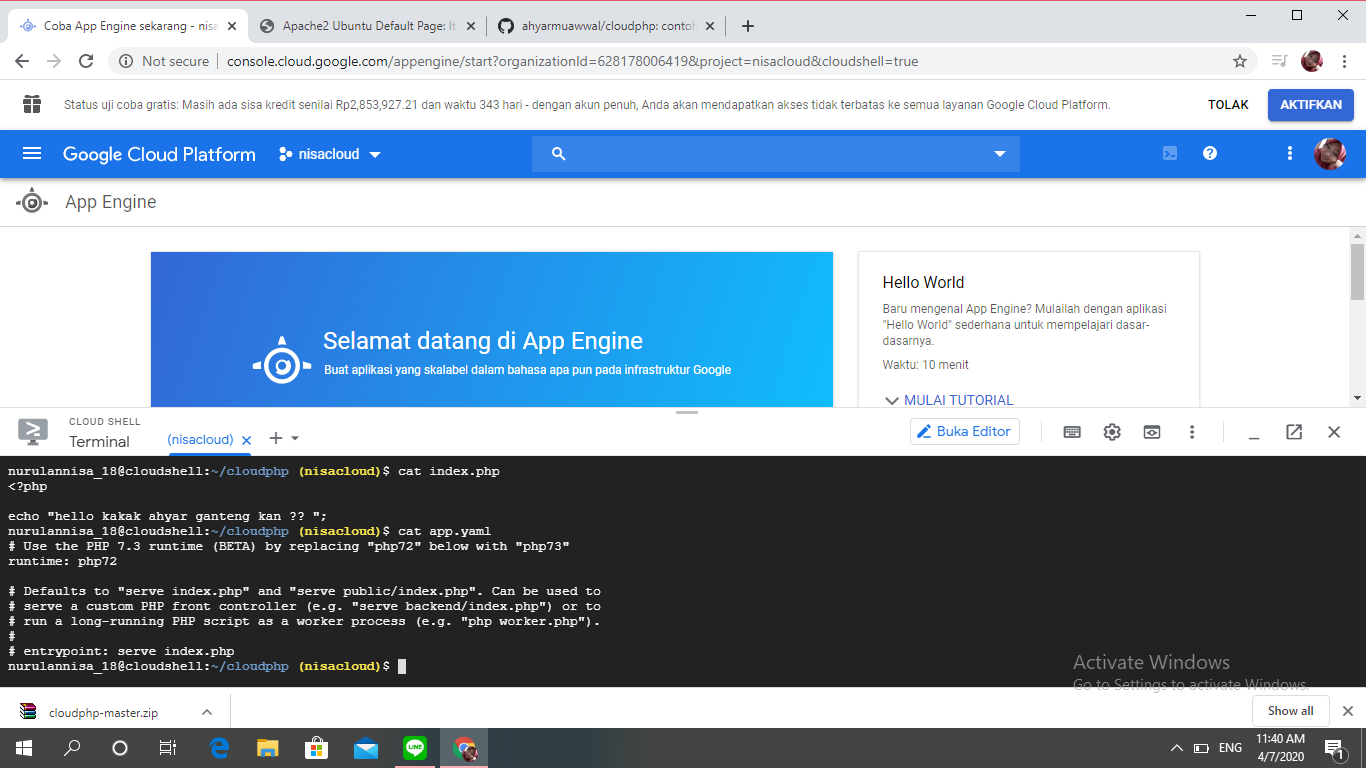 Coba App Engine sekarang - nisa
Apache2 Ubuntu Default Page: It
ahyarmuawwal/cloudphp: contoh
Not secure
console.cloud.google.com/appengine/start?organizationId=628178006419&project=nisacloud&cloudshell=true
Status uji coba gratis: Masih ada sisa kredit senilai Rp2,853,927.21 dan waktu 343 hari - dengan akun penuh, Anda akan mendapatkan akses tidak terbatas ke semua layanan Google Cloud Platform.
TOLAK
AKTIFKAN
Google Cloud Platform
nisacloud
App Engine
Selamat datang di App Engine
Buat aplikasi yang skalabel dalam bahasa apa pun pada infrastruktur Google
Hello World
Baru mengenal App Engine? Mulailah dengan aplikasi
"Hello World" sederhana untuk mempelajari dasar-
dasarnya.
Waktu: 10 menit
MULAI TUTORIAL
CLOUD SHELL
Terminal
(nisacloud)
Buka Editor
nurulannisa_18@cloudshell:~/cloudphp (nisacloud)$ cat index.php
<?php
echo "hello kakak ahyar ganteng kan ?? ";
nurulannisa_18@cloudshell:~/cloudphp (nisacloud)$ cat app.yaml
# Use the PHP 7.3 runtime (BETA) by replacing "php72" below with "php73"
runtime: php72
# Defaults to "serve index.php" and "serve public/index.php". Can be used to
# serve a custom PHP front controller (e.g. "serve backend/index.php") or to
# run a long-running PHP script as a worker process (e.g. "php worker.php").
#
# entrypoint: serve index.php
nurulannisa_18@cloudshell:~/cloudphp (nisacloud)$
Activate Windows
Go to Settings to activate Windows.
cloudphp-master.zip
Show all
LINE
ENG
11:40 AM
4/7/2020
1